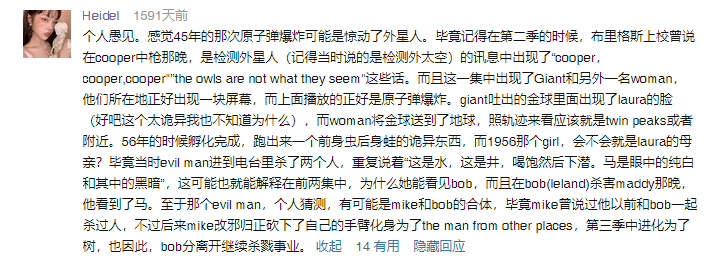 Heidel 1591天前
个人愚见。感觉45年的那次原子弹爆炸可能是惊动了外星人。毕竟记得在第二季的时候，布里格斯上校曾说
在cooper中枪那晚，是检测外星人（记得当时说的是检测外太空）的讯息中出现了“cooper,
cooper,cooper”“the owls are not what they seem”这些话。而且这一集中出现了Giant和另外一名woman，
他们所在地正好出现一块屏幕，而上面播放的正好是原子弹爆炸。giant吐出的金球里面出现了laura的脸
（好吧这个太诡异我也不知道为什么），而woman将金球送到了地球，照轨迹来看应该就是twin peaks或者
附近。56年的时候孵化完成，跑出来一个前身虫后身蛙的诡异东西，而1956那个girl，会不会就是laura的母
亲？毕竟当时evil man进到电台里杀了两个人，重复说着“这是水，这是井，喝饱然后下潜。马是眼中的纯白
和其中的黑暗”，这可能也就能解释在前两集中，为什么她能看见bob，而且在bob(leland)杀害maddy那晚，
他看到了马。至于那个evil man，个人猜测，有可能是mike和bob的合体，毕竟mike曾说过他以前和bob一起
杀过人，不过后来mike改邪归正砍下了自己的手臂化身为了the man from other places，第三季中进化为了
树，也因此，bob分离开继续杀戮事业。 收起 14 有用 隐藏回应